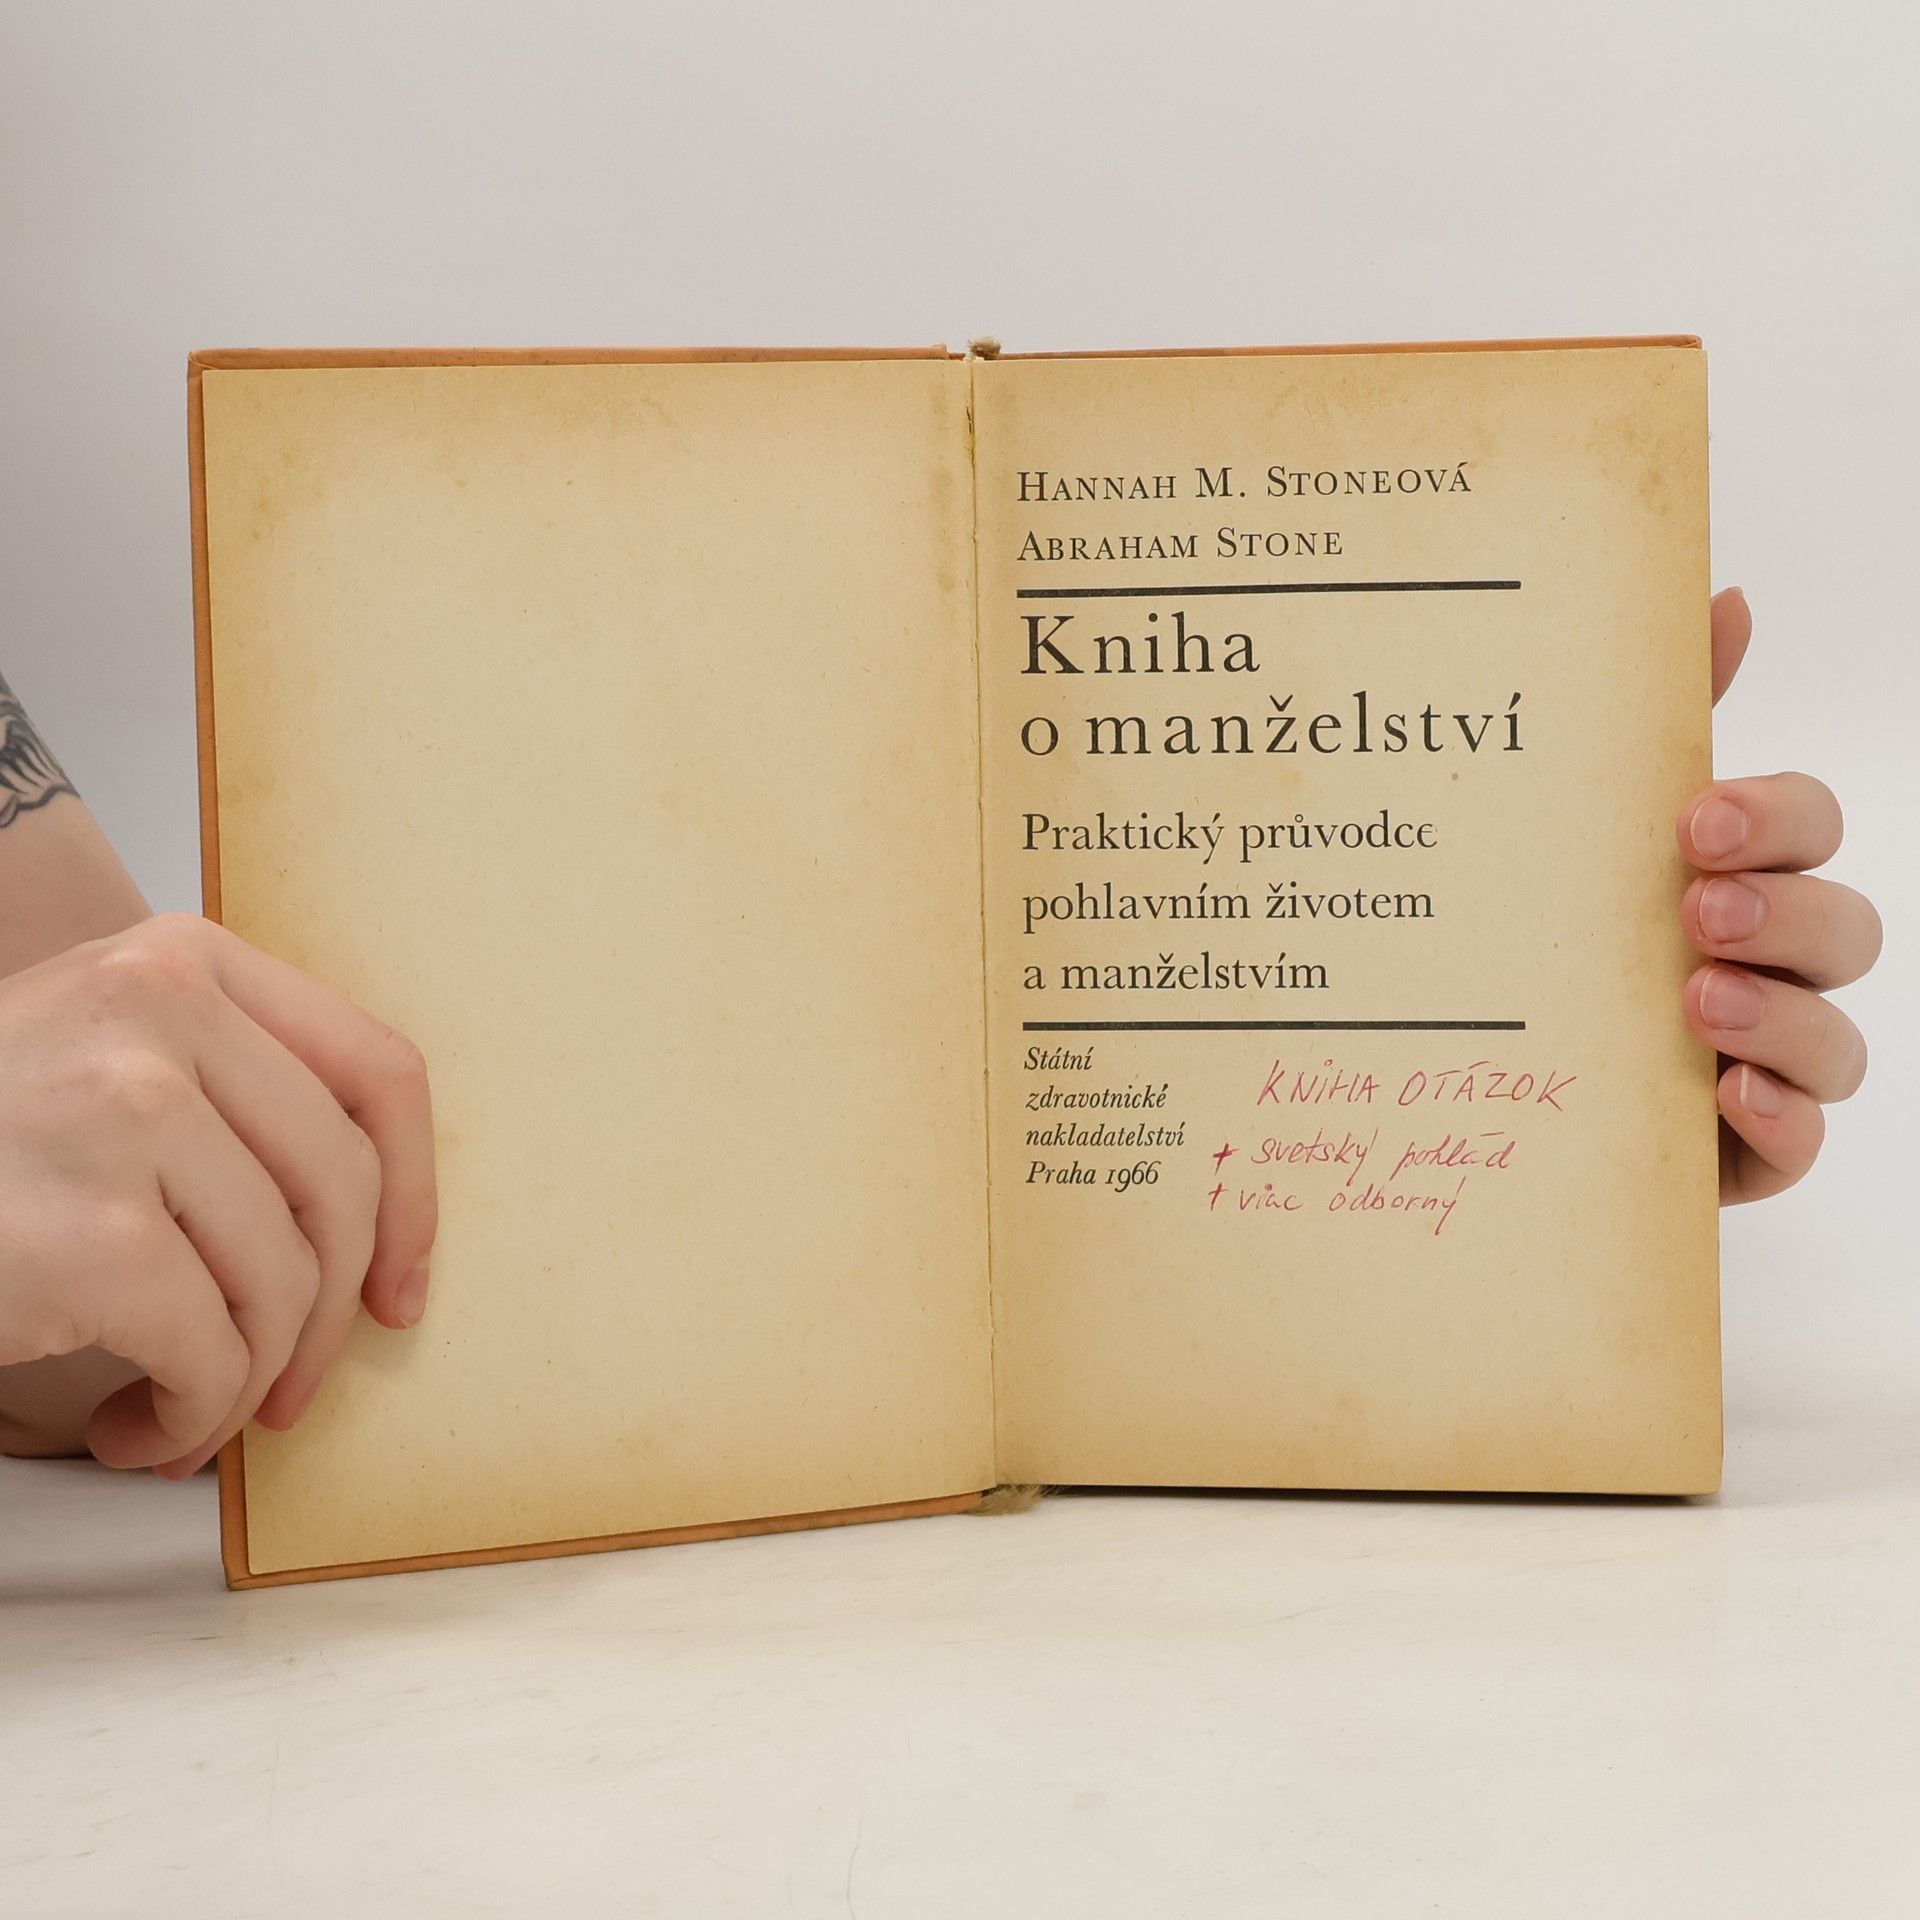 HANNAH M. STONEOVÁ
ABRAHAM STONE
Kniha
o manželství
Praktický průvodce
pohlavním životem
a manželstvím
Státní
zdravotnické
nakladatelství
Praha 1966
KNIHA OTÁZOK
+ svetský pohľad
+ viac odborný